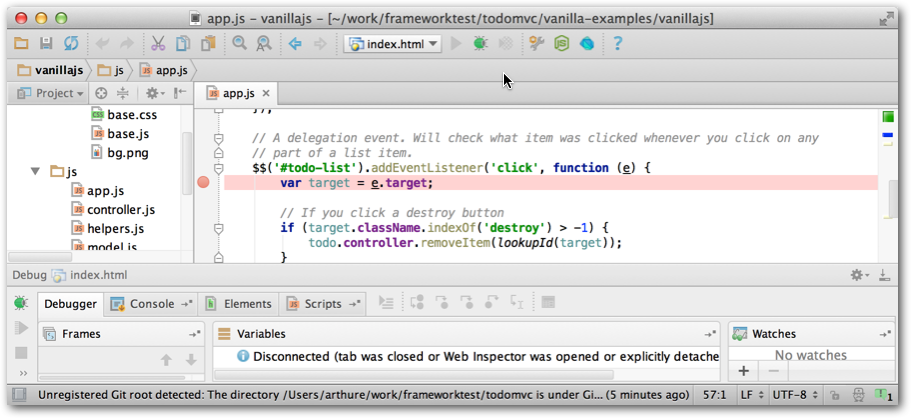 app.js - vanillajs - [~/work/frameworktest/todomvc/vanilla-examples/vanillajs]
index.html
vanillajs js app.js
Project
app.js
base.css
base.js
bg.png
js
app.js
controller.js
helpers.js
model.js
});
// A delegation event. Will check what item was clicked whenever you click on any
// part of a list item.
$$('#todo-list').addEventListener('click', function (e) {
var target = e.target;
// If you click a destroy button
if (target.className.indexOf('destroy') > -1) {
todo.controller.removeItem(lookupId(target));
}
Debug index.html
Debugger Console Elements Scripts
Frames
Variables
Watches
Disconnected (tab was closed or Web Inspector was opened or explicitly detache
No watches
Unregistered Git root detected: The directory /Users/arthure/work/frameworktest/todomvc is under Gi... (5 minutes ago) 57:1 LF UTF-8 1